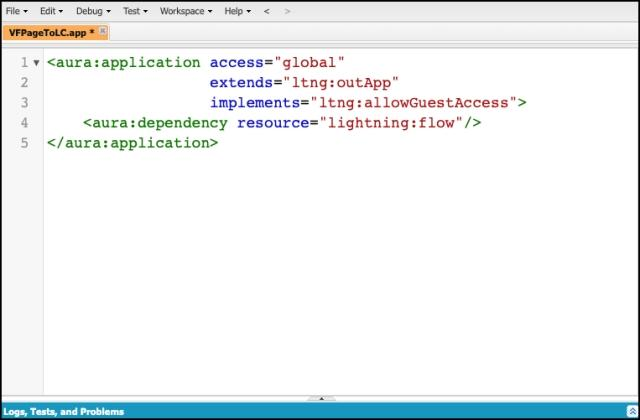 File Edit Debug Test Workspace Help < >
VFPageToLC.app *
1 <aura:application access="global"
2 extends="ltng:outApp"
3 implements="ltng:allowGuestAccess">
4 <aura:dependency resource="lightning:flow"/>
5 </aura:application>
Logs, Tests, and Problems